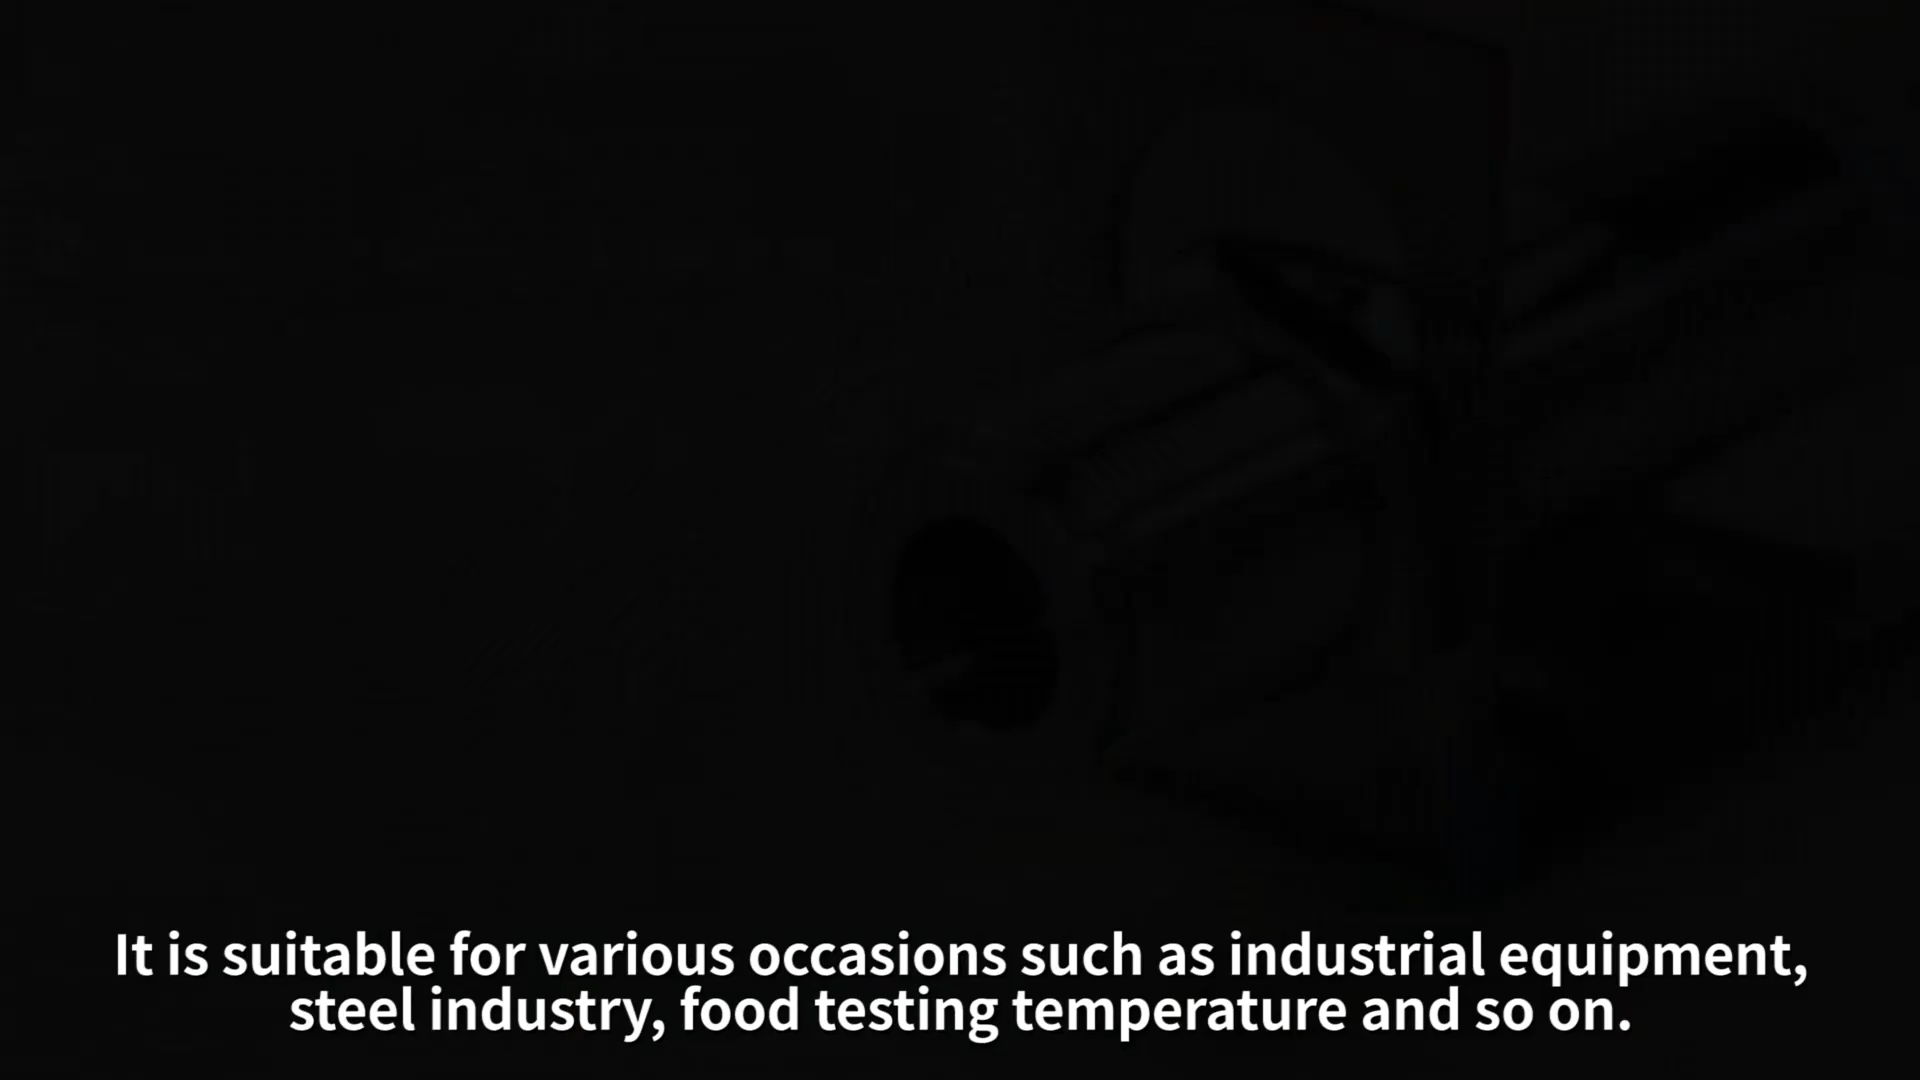 It is suitable for various occasions such as industrial equipment,
steel industry, food testing temperature and so on.